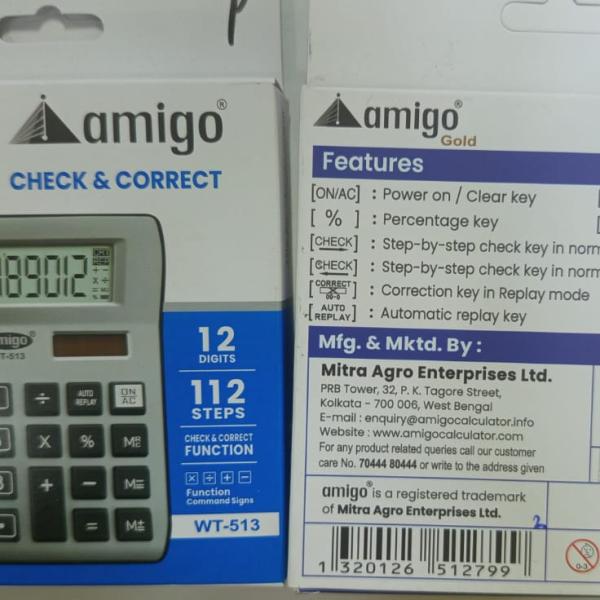 P
amigo®
CHECK & CORRECT
789012
amigo®
WT-513
÷
AUTO REPLAY
ON AC
X
%
+
-
M=
=
M±
12
DIGITS
112
STEPS
CHECK & CORRECT
FUNCTION
× ÷ + −
Function
Command Signs
WT-513
amigo®
Gold
Features
[ON/AC] : Power on / Clear key
[ % ] : Percentage key
[CHECK→] : Step-by-step check key in norm
[←CHECK] : Step-by-step check key in norm
[CORRECT 00→0] : Correction key in Replay mode
[AUTO REPLAY] : Automatic replay key
Mfg. & Mktd. By :
Mitra Agro Enterprises Ltd.
PRB Tower, 32, P. K. Tagore Street,
Kolkata - 700 006, West Bengal
E-mail : enquiry@amigocalculator.info
Website : www.amigocalculator.com
For any product related queries call our customer
care No. 70444 80444 or write to the address given
amigo® is a registered trademark
of Mitra Agro Enterprises Ltd.
2
1 320126 512799
0-3